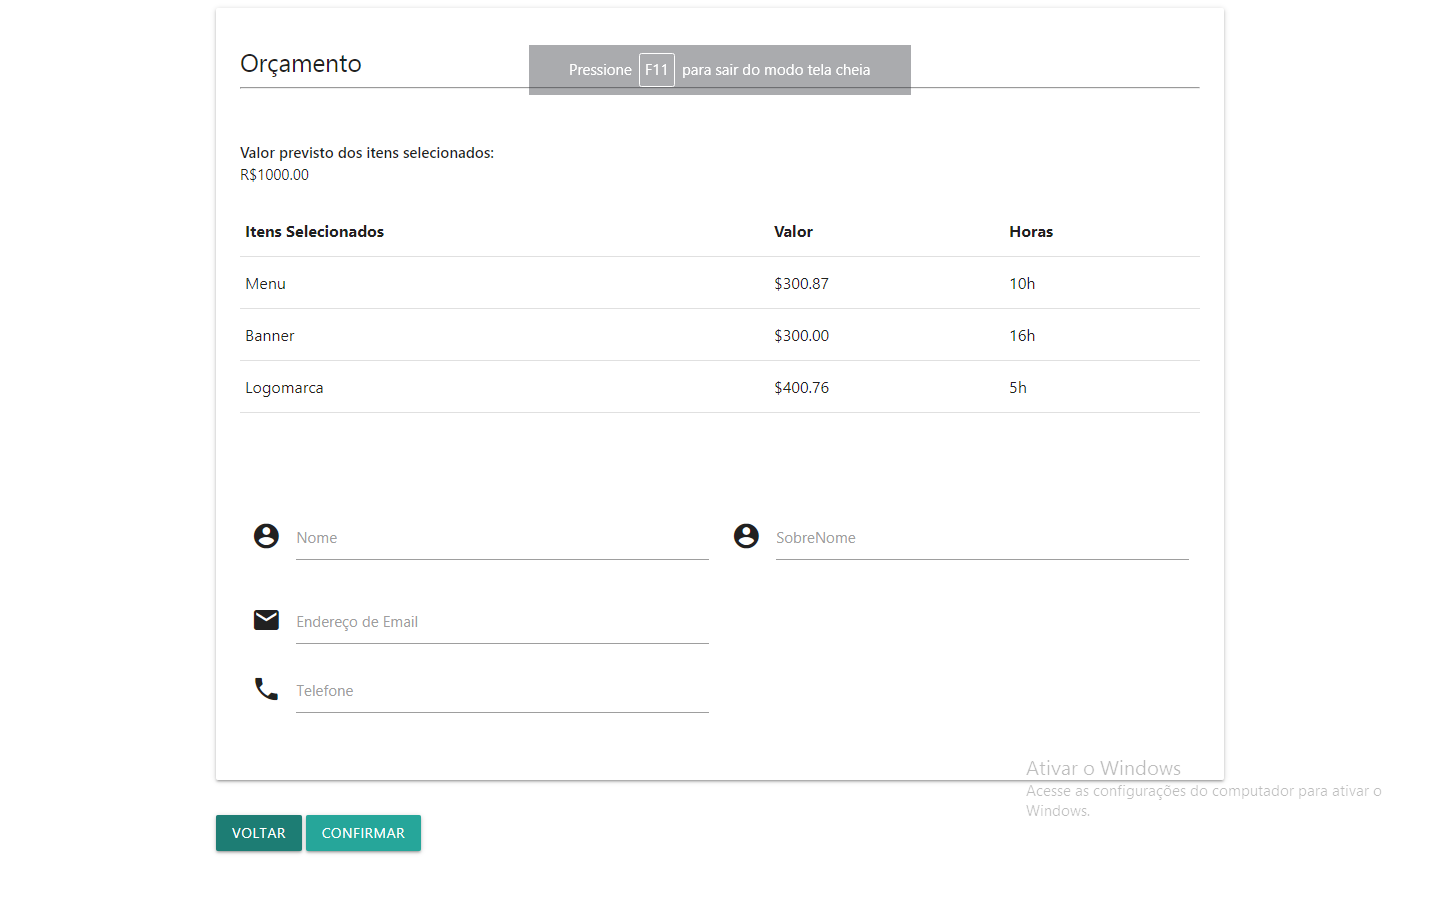 Orçamento
Pressione F11 para sair do modo tela cheia
Valor previsto dos itens selecionados:
R$1000.00
Itens Selecionados Valor Horas
Menu $300.87 10h
Banner $300.00 16h
Logomarca $400.76 5h
Nome SobreNome
Endereço de Email
Telefone
Ativar o Windows
Acesse as configurações do computador para ativar o
Windows.
VOLTAR CONFIRMAR